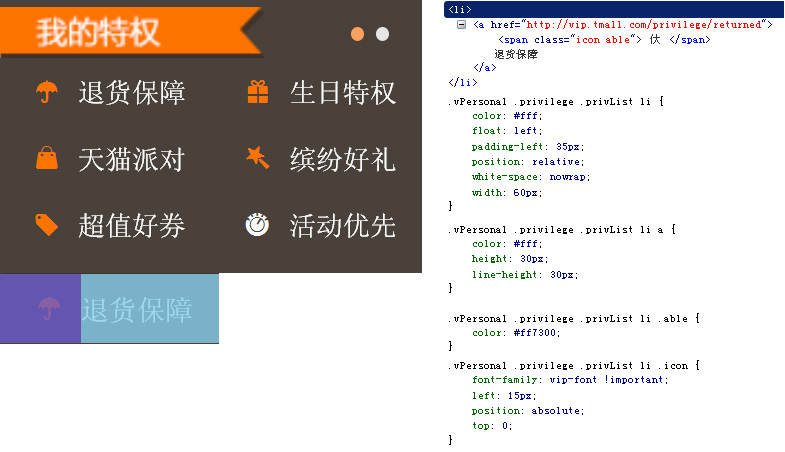 我的特权
退货保障
生日特权
天猫派对
缤纷好礼
超值好券
活动优先
退货保障
<li>
<a href="http://vip.tmall.com/privilege/returned">
<span class="icon able"> 伏 </span>
退货保障
</a>
</li>
.vPersonal .privilege .privList li {
color: #fff;
float: left;
padding-left: 35px;
position: relative;
white-space: nowrap;
width: 60px;
}
.vPersonal .privilege .privList li a {
color: #fff;
height: 30px;
line-height: 30px;
}
.vPersonal .privilege .privList li .able {
color: #ff7300;
}
.vPersonal .privilege .privList li .icon {
font-family: vip-font !important;
left: 15px;
position: absolute;
top: 0;
}